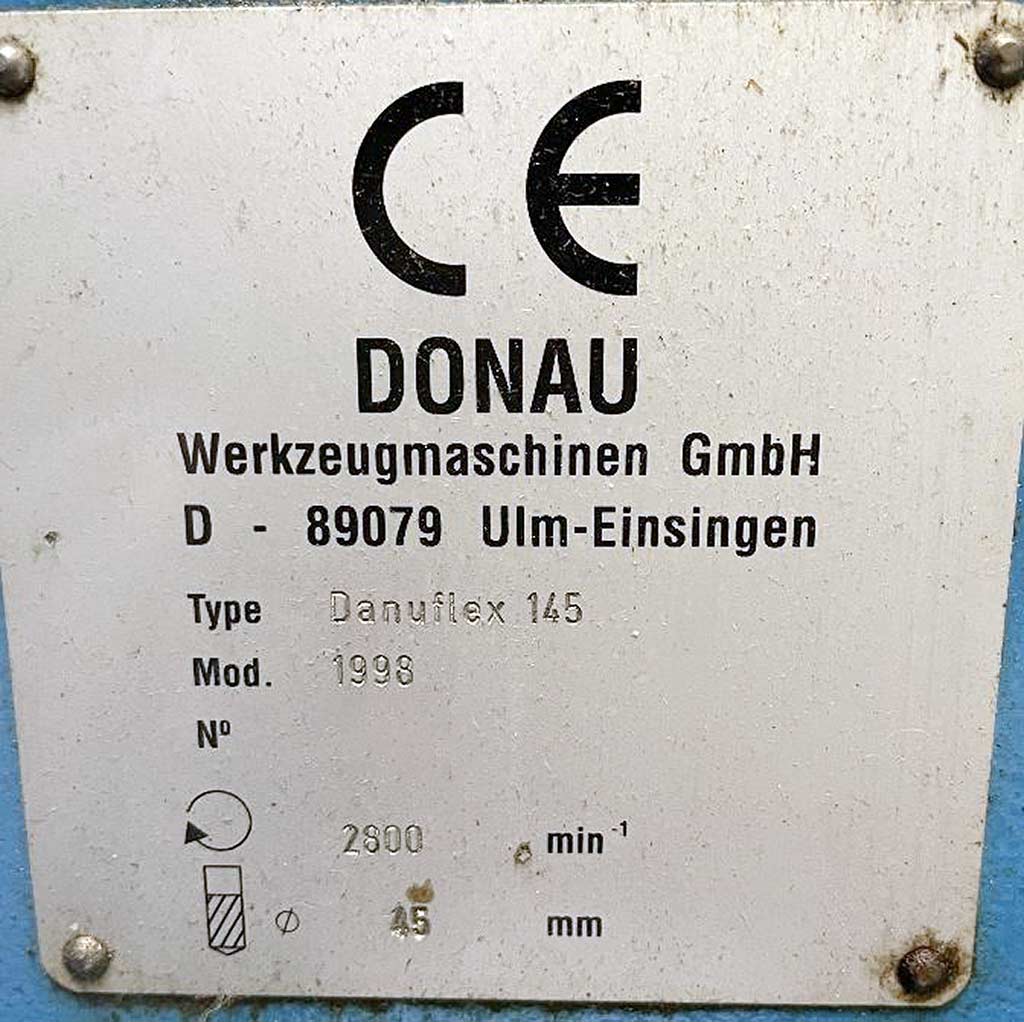 CE
DONAU
Werkzeugmaschinen GmbH
D - 89079 Ulm-Einsingen
Type Danuflex 145
Mod. 1998
Nº
2800 min⁻¹
⌀ 45 mm